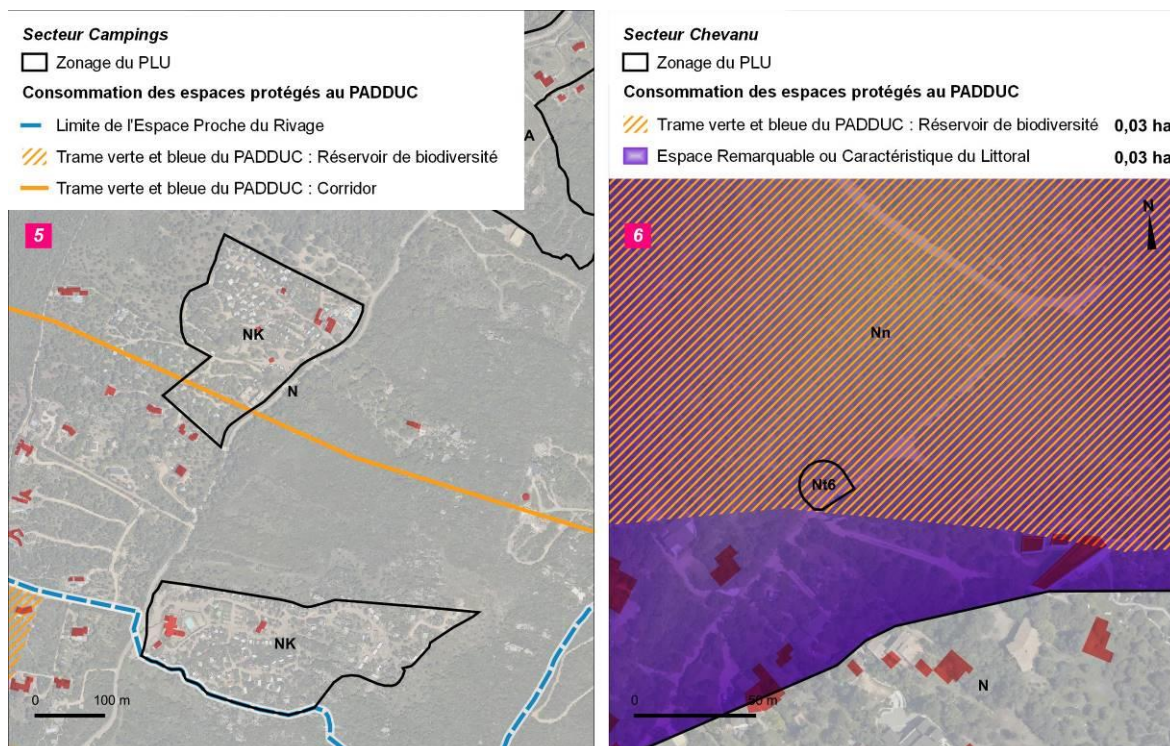 Secteur Campings
Zonage du PLU
Consommation des espaces protégés au PADDUC
Limite de l'Espace Proche du Rivage
Trame verte et bleue du PADDUC : Réservoir de biodiversité
Trame verte et bleue du PADDUC : Corridor
A
5
NK
N
NK
0 100 m
Secteur Chevanu
Zonage du PLU
Consommation des espaces protégés au PADDUC
Trame verte et bleue du PADDUC : Réservoir de biodiversité 0,03 ha
Espace Remarquable ou Caractéristique du Littoral 0,03 ha
6
N
Nn
Nt6
N
0 50 m